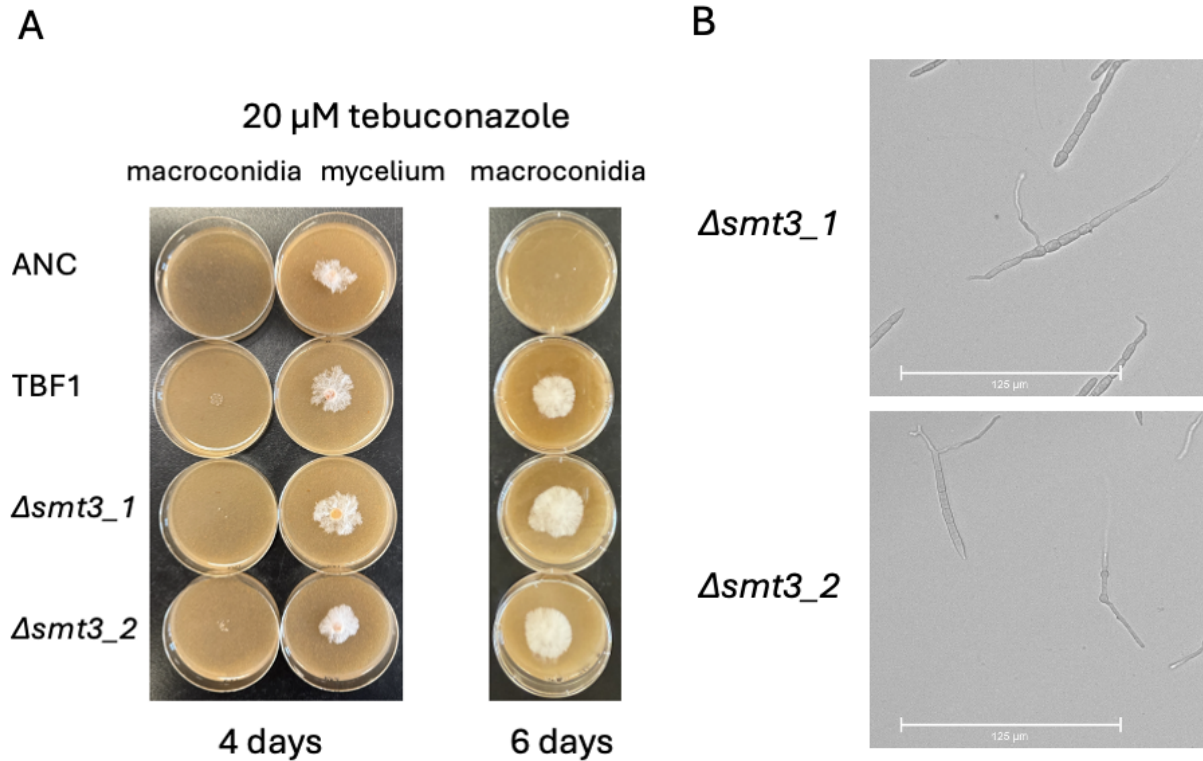 A
B
20 µM tebuconazole
macroconidia mycelium macroconidia
ANC
TBF1
Δsmt3_1
Δsmt3_2
4 days
6 days
Δsmt3_1
125 µm
Δsmt3_2
125 µm